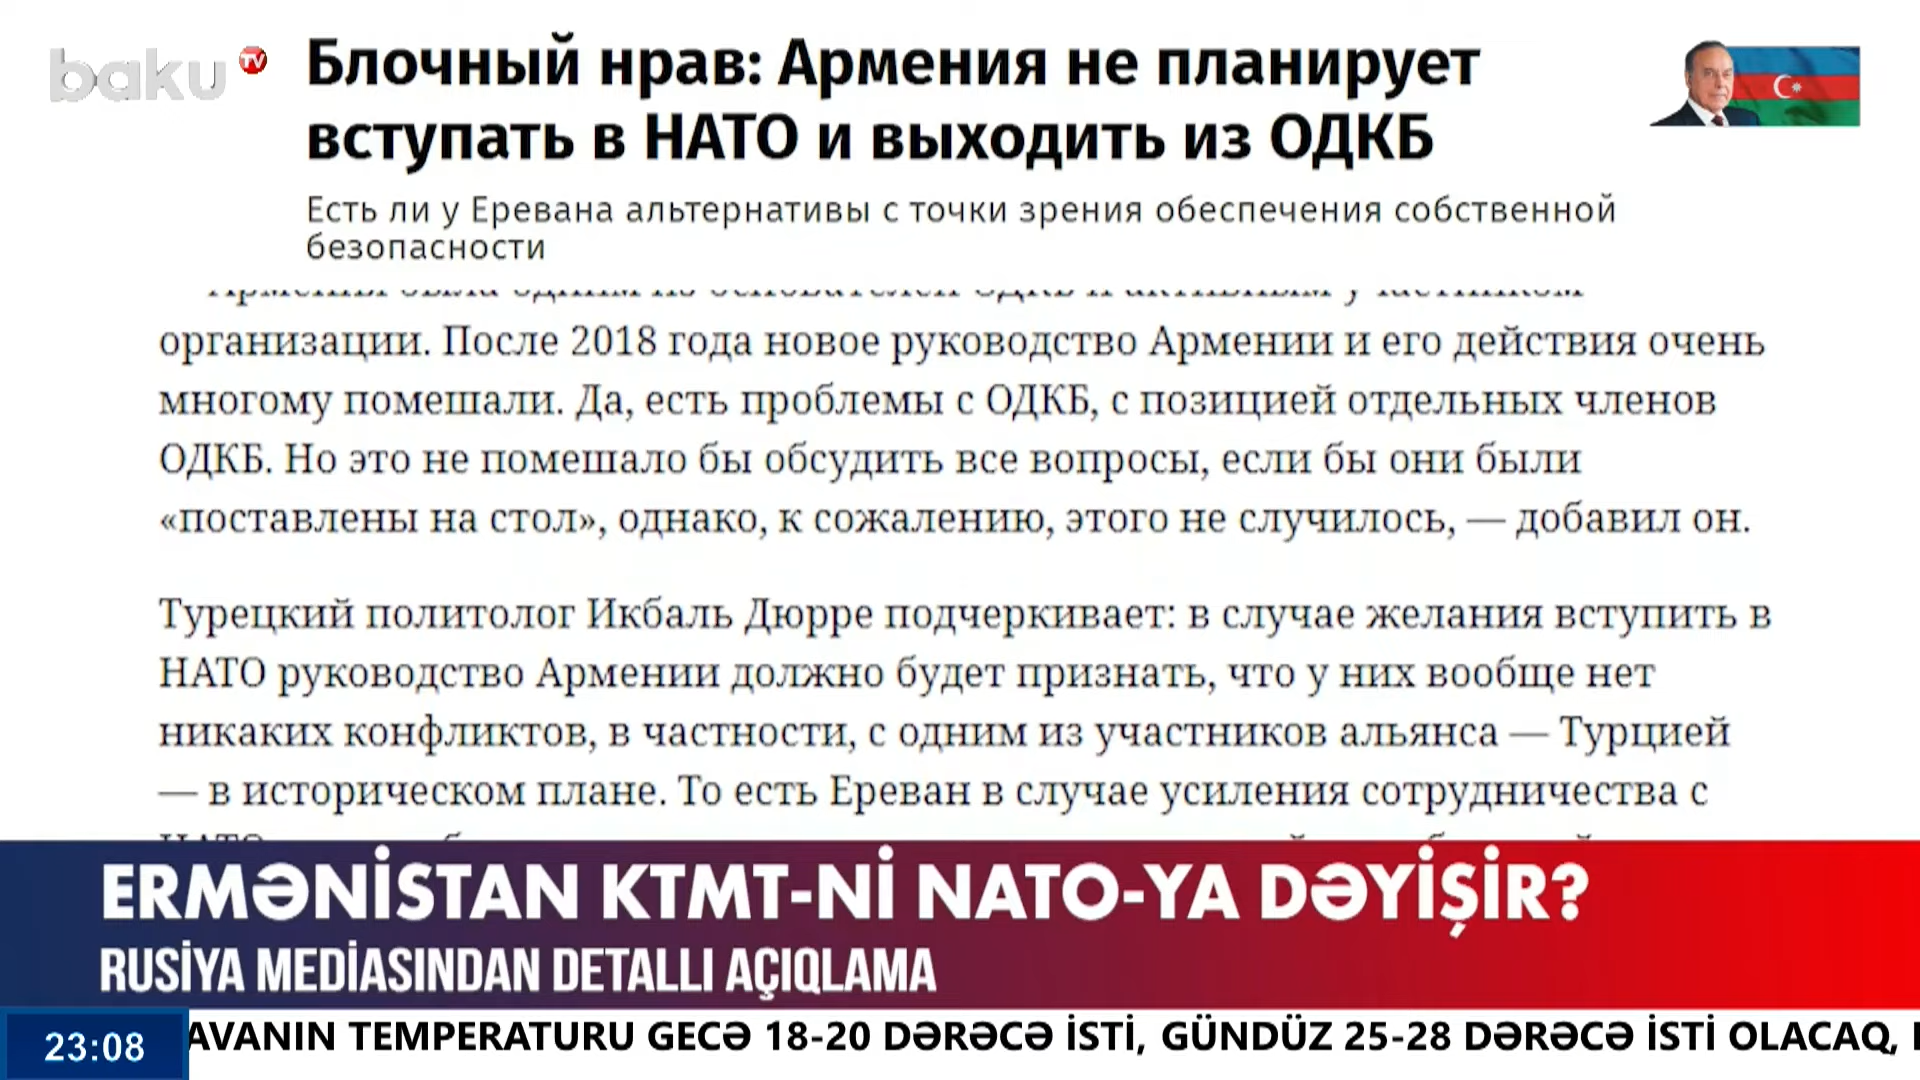 baku TV
Блочный нрав: Армения не планирует
вступать в НАТО и выходить из ОДКБ
Есть ли у Еревана альтернативы с точки зрения обеспечения собственной
безопасности
организации. После 2018 года новое руководство Армении и его действия очень
многому помешали. Да, есть проблемы с ОДКБ, с позицией отдельных членов
ОДКБ. Но это не помешало бы обсудить все вопросы, если бы они были
«поставлены на стол», однако, к сожалению, этого не случилось, — добавил он.
Турецкий политолог Икбаль Дюрре подчеркивает: в случае желания вступить в
НАТО руководство Армении должно будет признать, что у них вообще нет
никаких конфликтов, в частности, с одним из участников альянса — Турцией
— в историческом плане. То есть Ереван в случае усиления сотрудничества с
ERMƏNİSTAN KTMT-Nİ NATO-YA DƏYİŞİR?
RUSİYA MEDİASINDAN DETALLI AÇIQLAMA
23:08 AVANIN TEMPERATURU GECƏ 18-20 DƏRƏCƏ İSTİ, GÜNDÜZ 25-28 DƏRƏCƏ İSTİ OLACAQ,